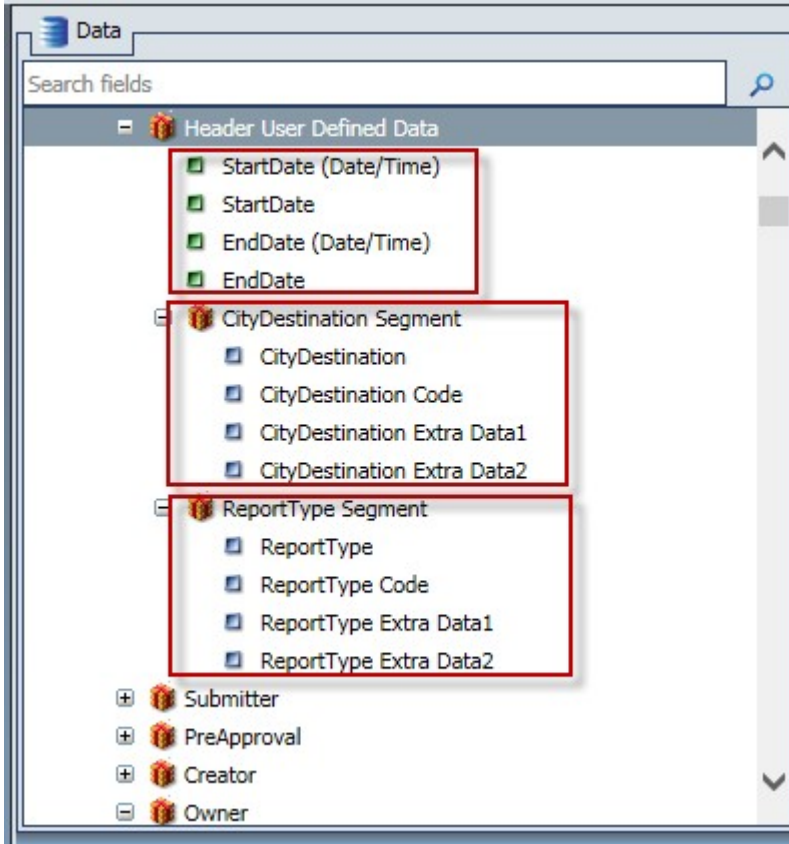 Data
Search fields
Header User Defined Data
StartDate (Date/Time)
StartDate
EndDate (Date/Time)
EndDate
CityDestination Segment
CityDestination
CityDestination Code
CityDestination Extra Data1
CityDestination Extra Data2
ReportType Segment
ReportType
ReportType Code
ReportType Extra Data1
ReportType Extra Data2
Submitter
PreApproval
Creator
Owner